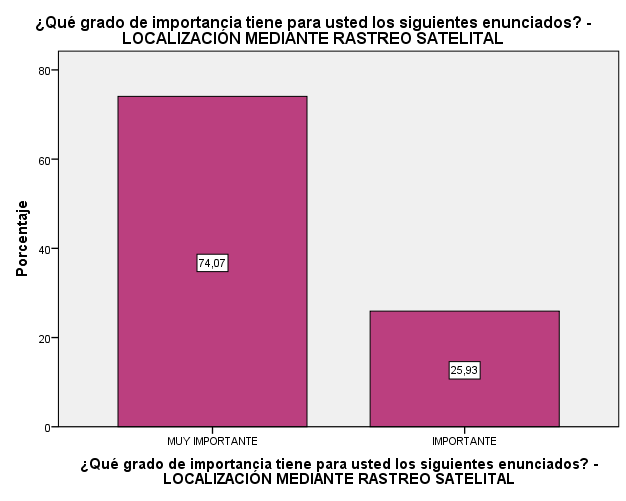 ¿Qué grado de importancia tiene para usted los siguientes enunciados? -
LOCALIZACIÓN MEDIANTE RASTREO SATELITAL
80
60
40
20
0
Porcentaje
74,07
25,93
MUY IMPORTANTE
IMPORTANTE
¿Qué grado de importancia tiene para usted los siguientes enunciados? -
LOCALIZACIÓN MEDIANTE RASTREO SATELITAL